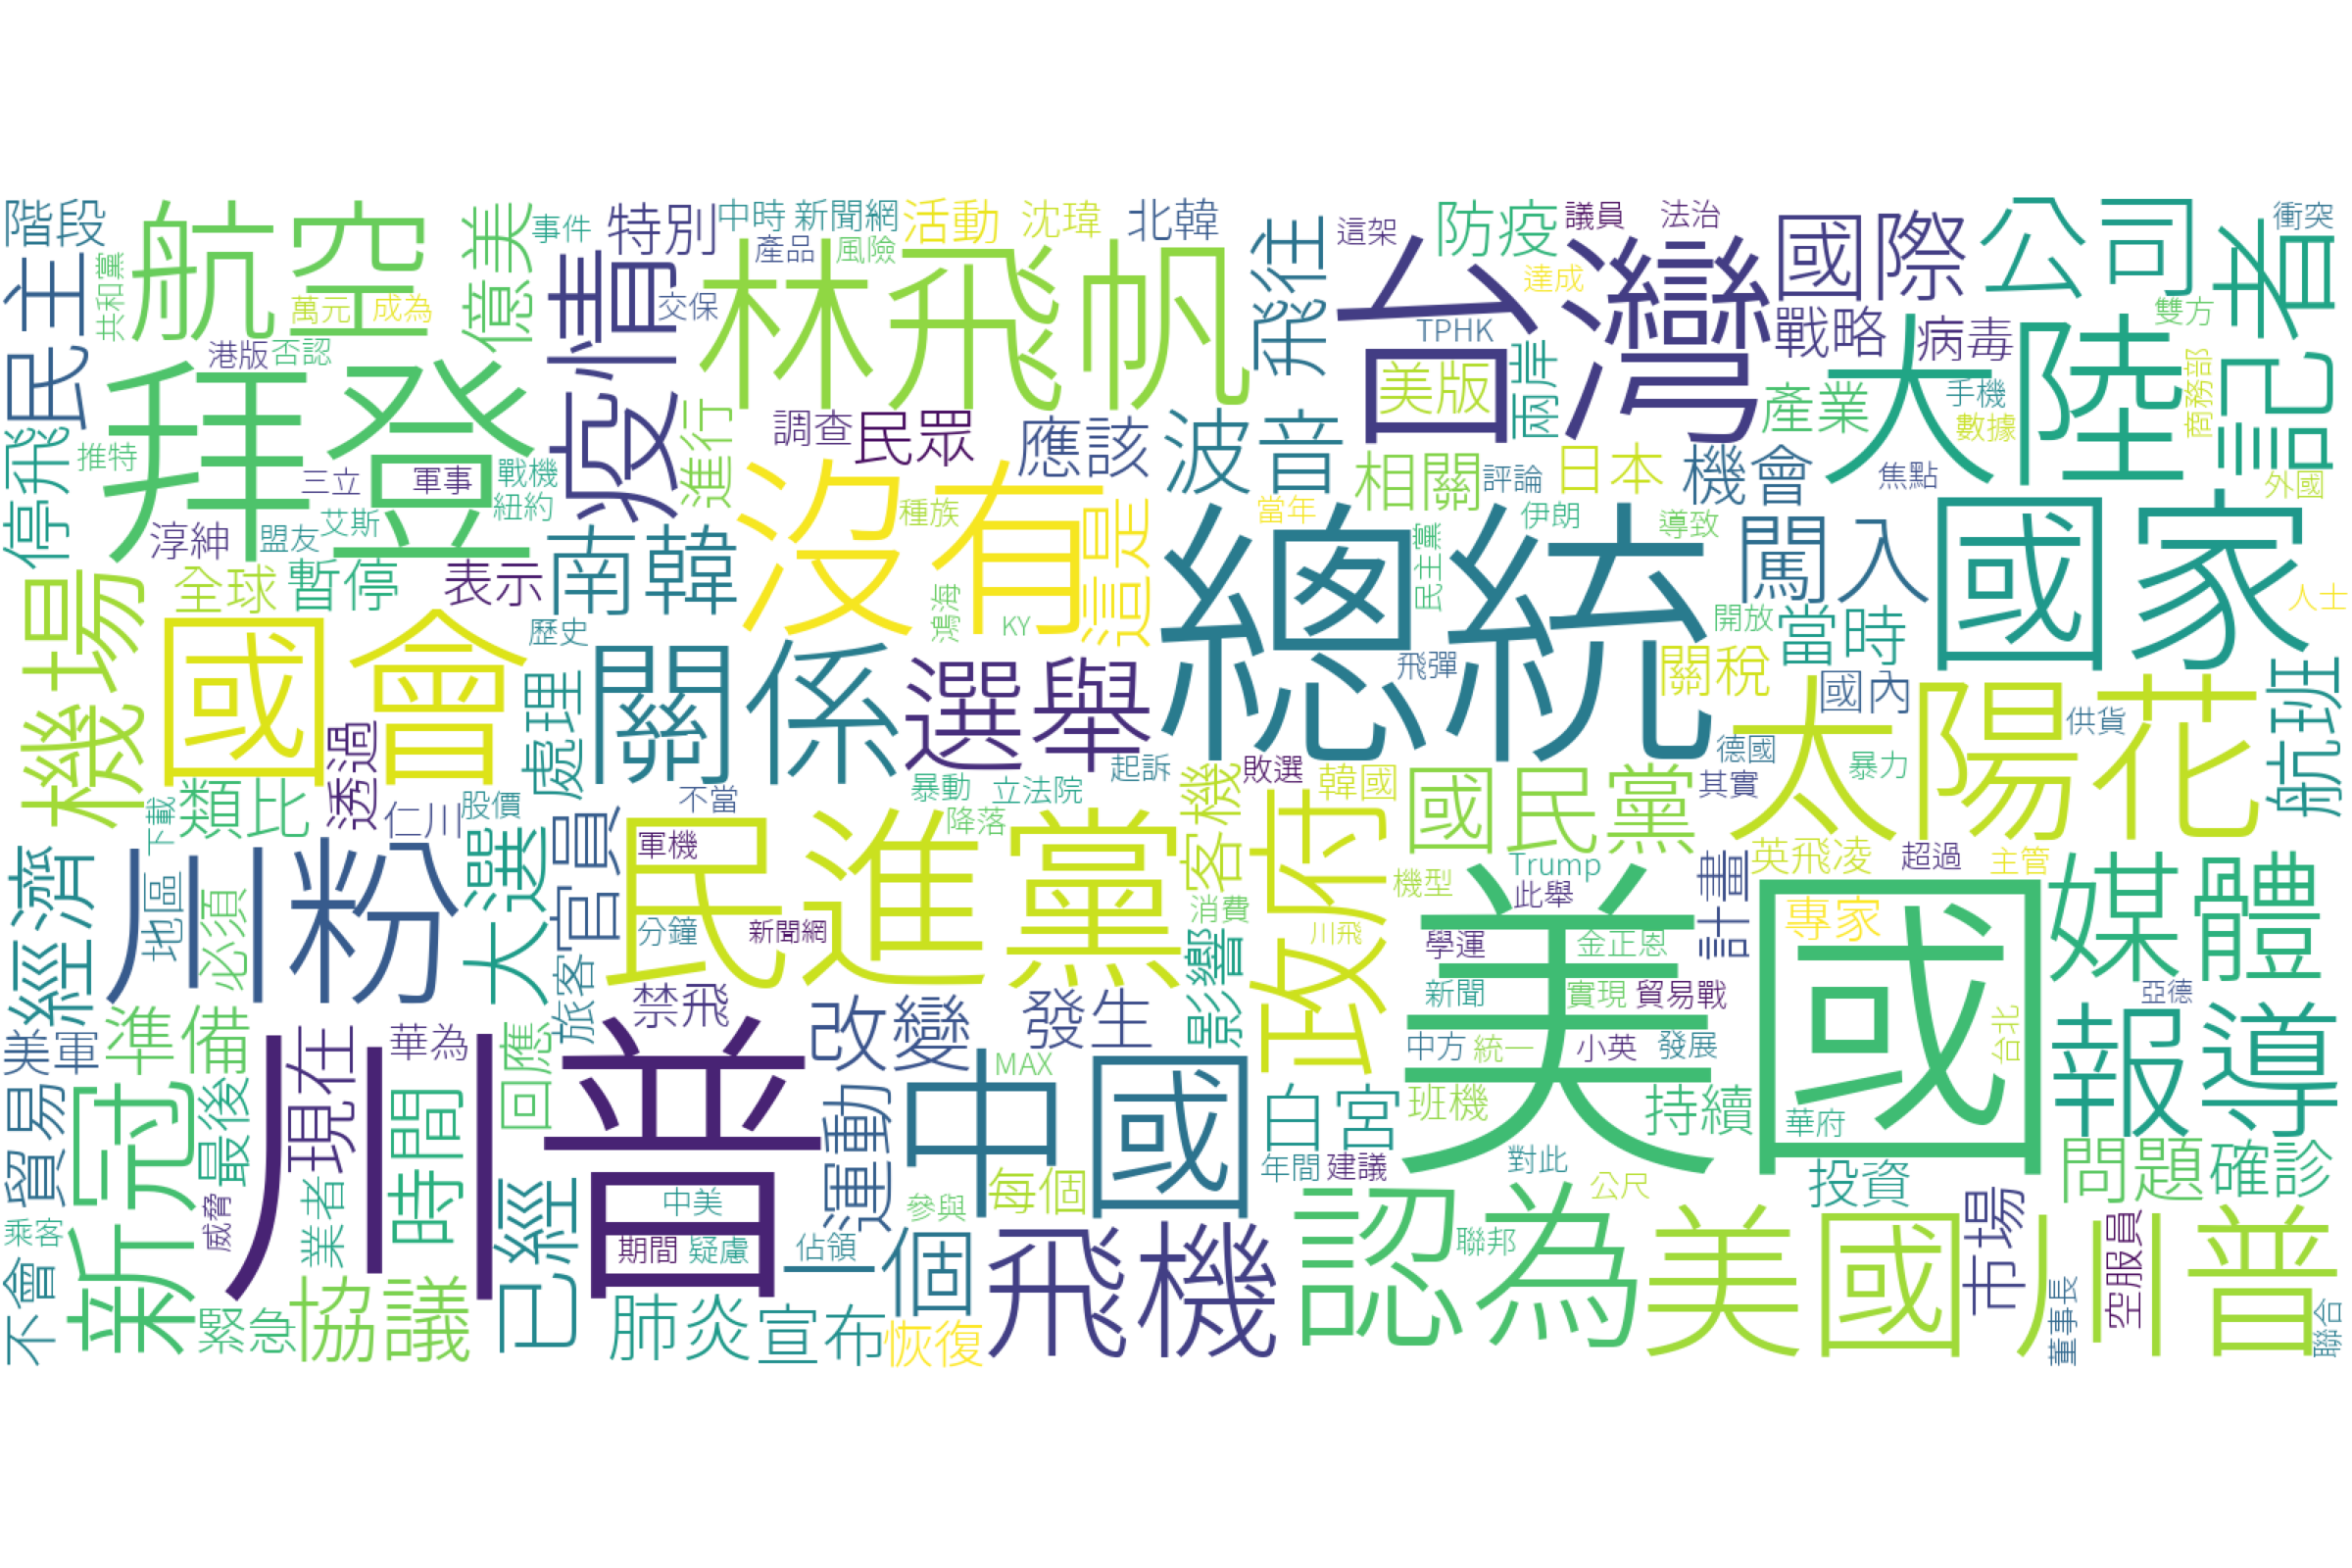 階段
航空
億美
事件
特別
中時
新聞網
活動
沈瑋
北韓
飛往
防疫
議員
法治
國際
公司
衝突
記者
民主
共和黨
萬元
成為
疫情
產品
風險
交保
林飛帆
台灣
這架
達成
TPHK
戰略
病毒
雙方
大陸
港版
否認
拜登
美版
兩岸
產業
手機
數據
商務部
停飛
推特
三立
軍事
戰機
紐約
進行
調查
民眾
應該
波音
相關
評論
日本
機會
焦點
外國
淳紳
盟友
艾斯
沒有
種族
這是
當年
伊朗
導致
闖入
國家
全球
暫停
表示
南韓
鴻海
KY
總統
民主黨
開放
當時
人士
機場
國會
歷史
關係
選舉
飛彈
關稅
國內
太陽花
供貨
航班
透過
處理
起訴
敗選
客機
韓國
國民黨
德國
其實
暴力
下載
類比
仁川
股價
不當
暴動
立法院
降落
政府
經濟
川粉
大選
官員
軍機
民進黨
機型
Trump
此舉
計畫
英飛凌
超過
主管
媒體
地區
必須
分鐘
新聞網
消費
川飛
學運
金正恩
專家
美國
旅客
影響
新聞
實現
貿易戰
亞德
美軍
準備
現在
華為
回應
禁飛
改變
發生
中方
統一
小英
發展
台北
報導
貿易
新冠
最後
時間
川普
運動
中國
MAX
白宮
班機
持續
華府
年間
建議
對此
公尺
投資
問題
確診
乘客
威脅
業者
已經
中美
期間
疑慮
佔領
參與
每個
一個
認為
聯邦
美國川普
市場
空服員
不會
緊急
協議
肺炎
宣布
恢復
飛機
董事長
聯合